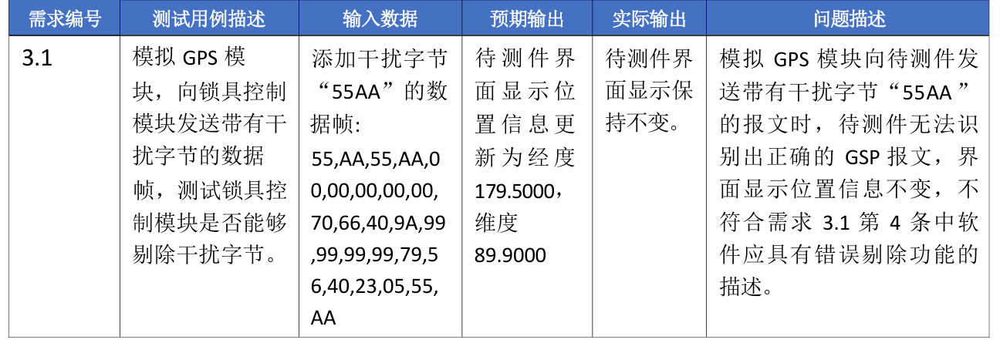 需求编号
测试用例描述
输入数据
预期输出
实际输出
问题描述
3.1
模拟 GPS 模
块，向锁具控制
模块发送带有干
扰字节的数据
帧，测试锁具控
制模块是否能够
剔除干扰字节。
添加干扰字节
“55AA”的数
据帧:
55,AA,55,AA,0
0,00,00,00,00,
70,66,40,9A,99
,99,99,99,79,5
6,40,23,05,55,
AA
待测件界
面显示位
置信息更
新为经度
179.5000，
维度
89.9000
待测件界
面显示保
持不变。
模拟 GPS 模块向待测件发
送带有干扰字节“55AA ”
的报文时，待测件无法识
别出正确的 GSP 报文，界
面显示位置信息不变，不
符合需求 3.1 第 4 条中软
件应具有错误剔除功能的
描述。